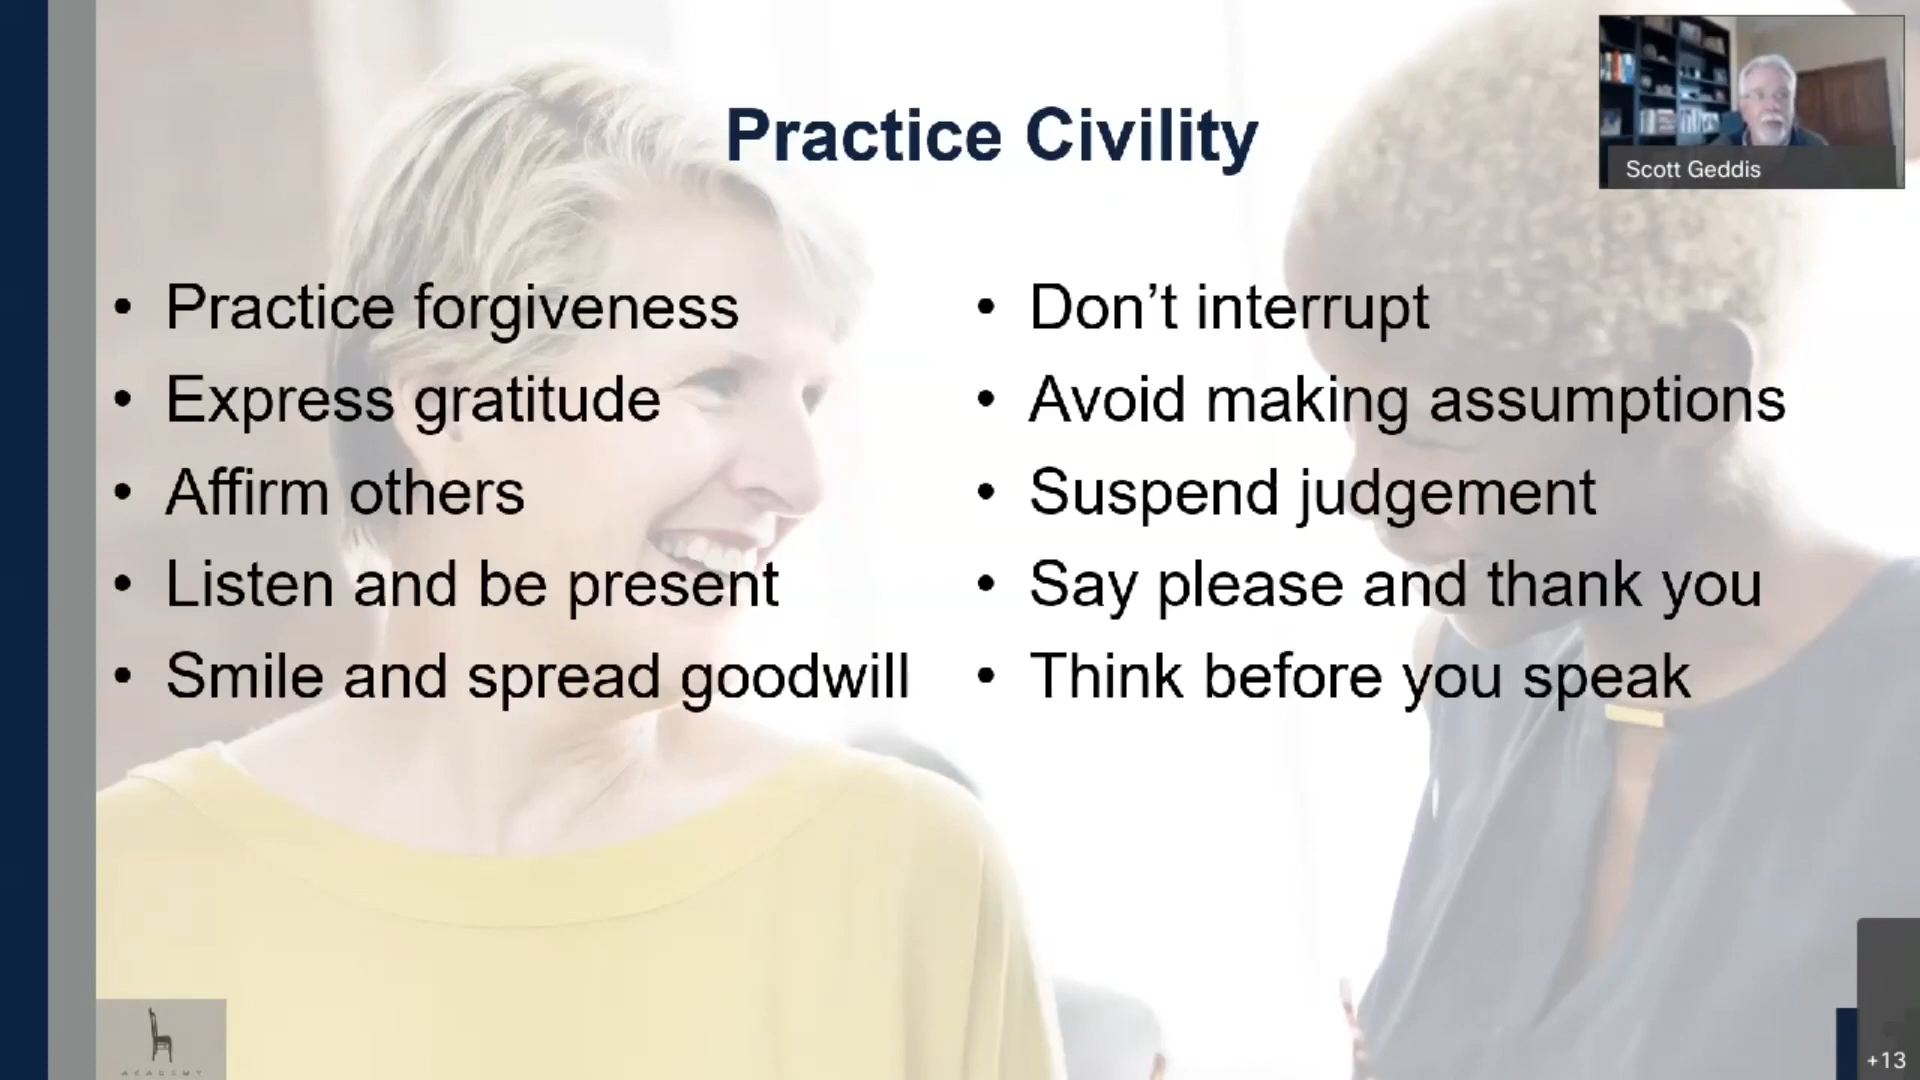 Practice Civility
Scott Geddis
• Practice forgiveness
• Express gratitude
• Affirm others
• Listen and be present
• Smile and spread goodwill
• Don’t interrupt
• Avoid making assumptions
• Suspend judgement
• Say please and thank you
• Think before you speak
ACADEMY
+13